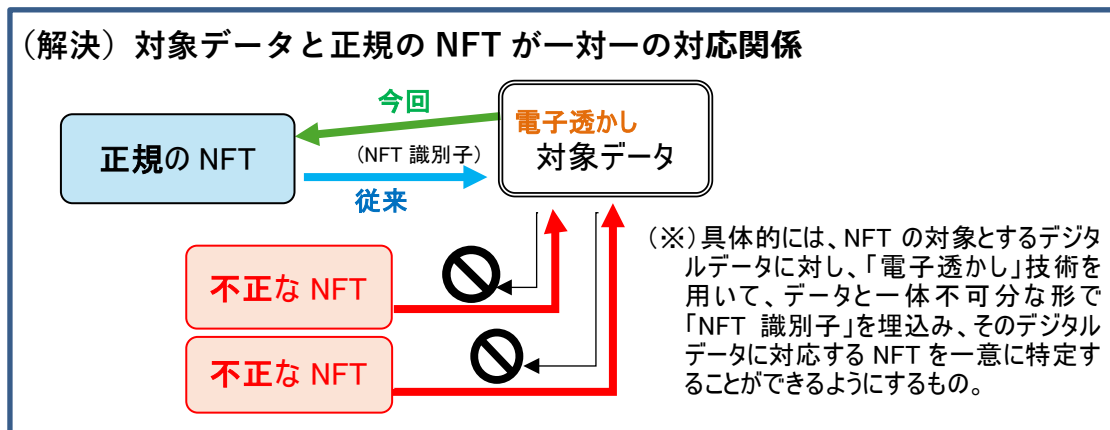 (解決)対象データと正規の NFT が一対一の対応関係
今回
電子透かし
正規の NFT
(NFT 識別子)
対象データ
従来
不正な NFT
不正な NFT
(※)具体的には、NFT の対象とするデジタ
ルデータに対し、「電子透かし」技術を
用いて、データと一体不可分な形で
「NFT 識別子」を埋込み、そのデジタル
データに対応する NFT を一意に特定す
ることができるようにするもの。